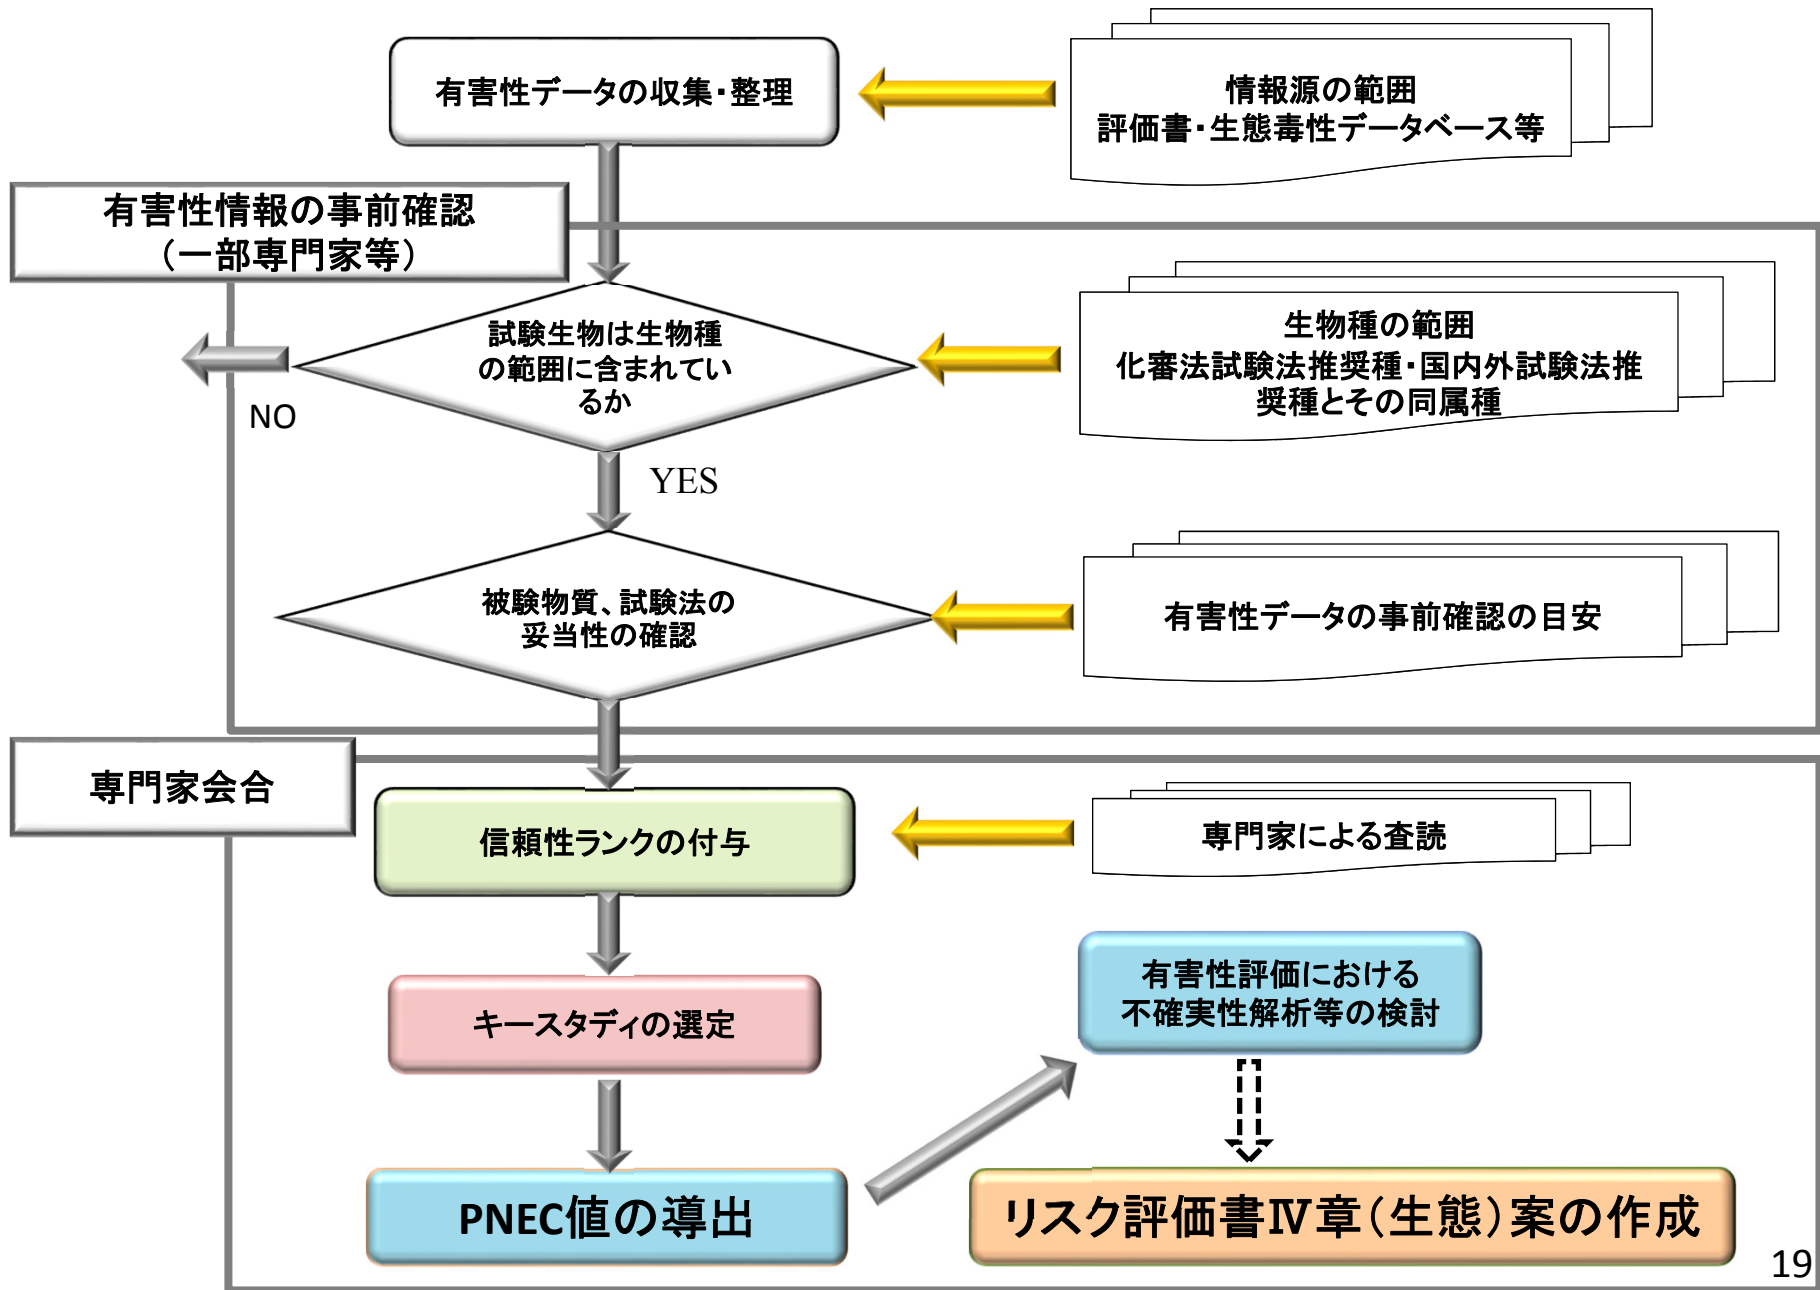 有害性データの収集・整理
情報源の範囲
評価書・生態毒性データベース等
有害性情報の事前確認
（一部専門家等）
試験生物は生物種
の範囲に含まれてい
るか
生物種の範囲
化審法試験法推奨種・国内外試験法推
奨種とその同属種
NO
YES
被験物質、試験法の
妥当性の確認
有害性データの事前確認の目安
専門家会合
信頼性ランクの付与
専門家による査読
キースタディの選定
有害性評価における
不確実性解析等の検討
PNEC値の導出
リスク評価書Ⅳ章（生態）案の作成
19